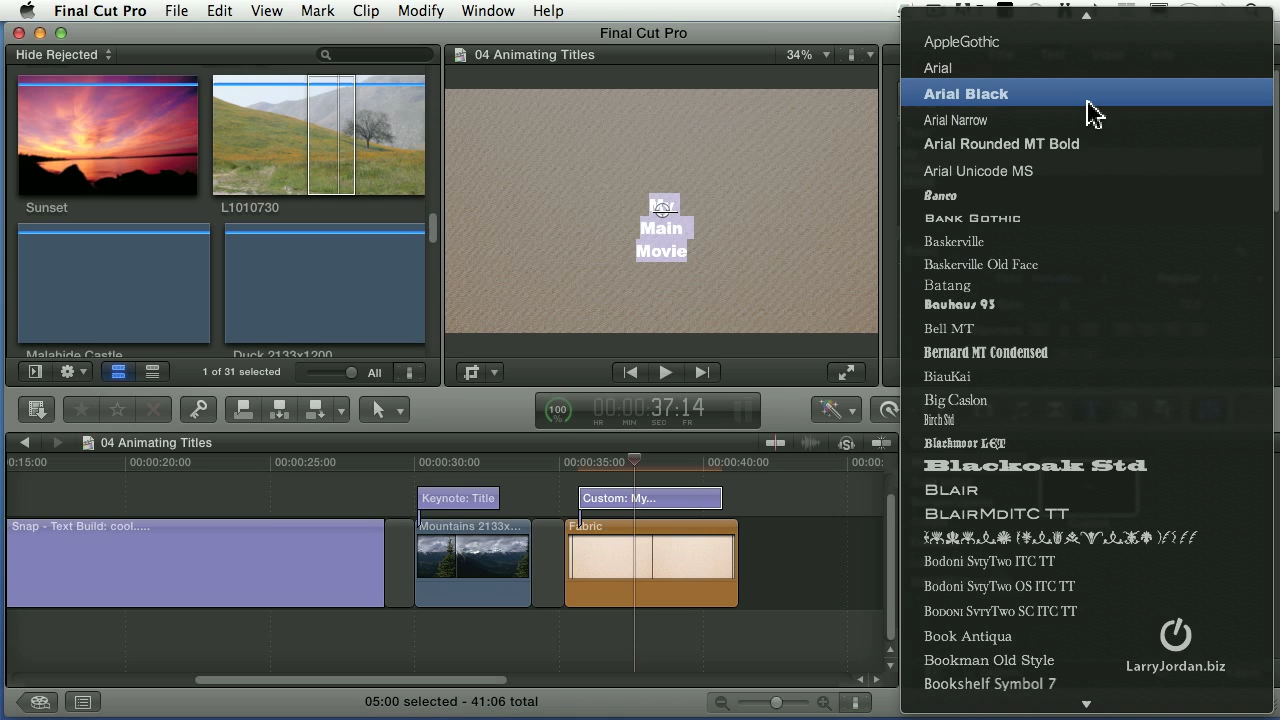 Final Cut Pro File Edit View Mark Clip Modify Window Help
Final Cut Pro
Hide Rejected
04 Animating Titles
34%
Sunset
L1010730
Malahide Castle
Duck 2133x1200
1 of 31 selected
All
My
Main
Movie
100
%
00:00:37:14
HR MIN SEC FR
04 Animating Titles
0:15:00
00:00:20:00
00:00:25:00
00:00:30:00
00:00:35:00
00:00:40:00
00:00:
Keynote: Title
Custom: My...
Snap - Text Build: cool.....
Mountains 2133x...
Fabric
05:00 selected - 41:06 total
AppleGothic
Arial
Arial Black
Arial Narrow
Arial Rounded MT Bold
Arial Unicode MS
Banco
Bank Gothic
Baskerville
Baskerville Old Face
Batang
Bauhaus 93
Bell MT
Bernard MT Condensed
BiauKai
Big Caslon
Birch Std
Blackmoor LET
Blackoak Std
Blair
BlairMdITC TT
Bodoni SvtyTwo ITC TT
Bodoni SvtyTwo OS ITC TT
Bodoni SvtyTwo SC ITC TT
Book Antiqua
Bookman Old Style
Bookshelf Symbol 7
LarryJordan.biz